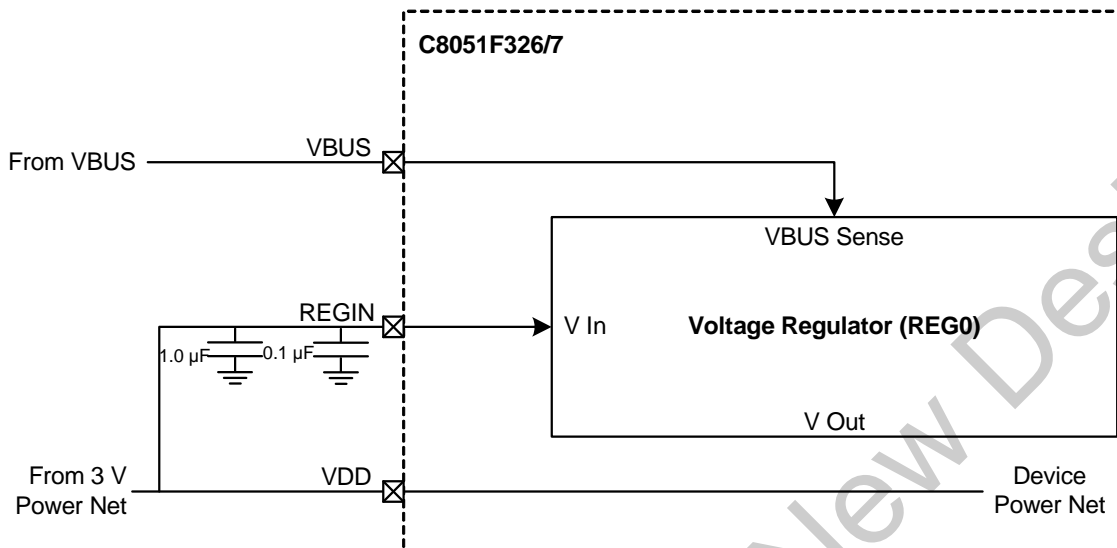 C8051F326/7
From VBUS
VBUS
VBUS Sense
REGIN
V In
Voltage Regulator (REG0)
1.0 µF
0.1 µF
V Out
From 3 V
Power Net
VDD
Device
Power Net
New